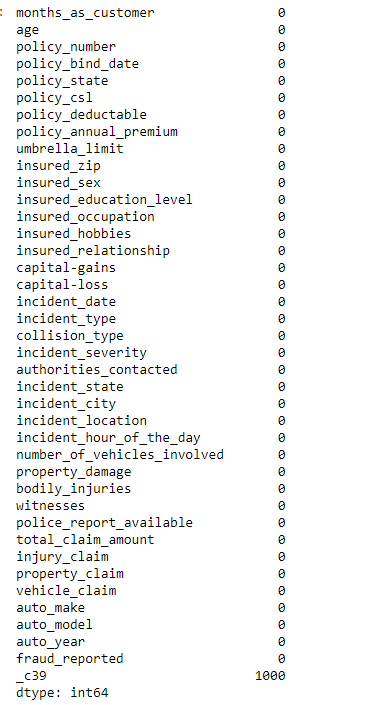 months_as_customer 0
age 0
policy_number 0
policy_bind_date 0
policy_state 0
policy_csl 0
policy_deductable 0
policy_annual_premium 0
umbrella_limit 0
insured_zip 0
insured_sex 0
insured_education_level 0
insured_occupation 0
insured_hobbies 0
insured_relationship 0
capital-gains 0
capital-loss 0
incident_date 0
incident_type 0
collision_type 0
incident_severity 0
authorities_contacted 0
incident_state 0
incident_city 0
incident_location 0
incident_hour_of_the_day 0
number_of_vehicles_involved 0
property_damage 0
bodily_injuries 0
witnesses 0
police_report_available 0
total_claim_amount 0
injury_claim 0
property_claim 0
vehicle_claim 0
auto_make 0
auto_model 0
auto_year 0
fraud_reported 0
_c39 1000
dtype: int64